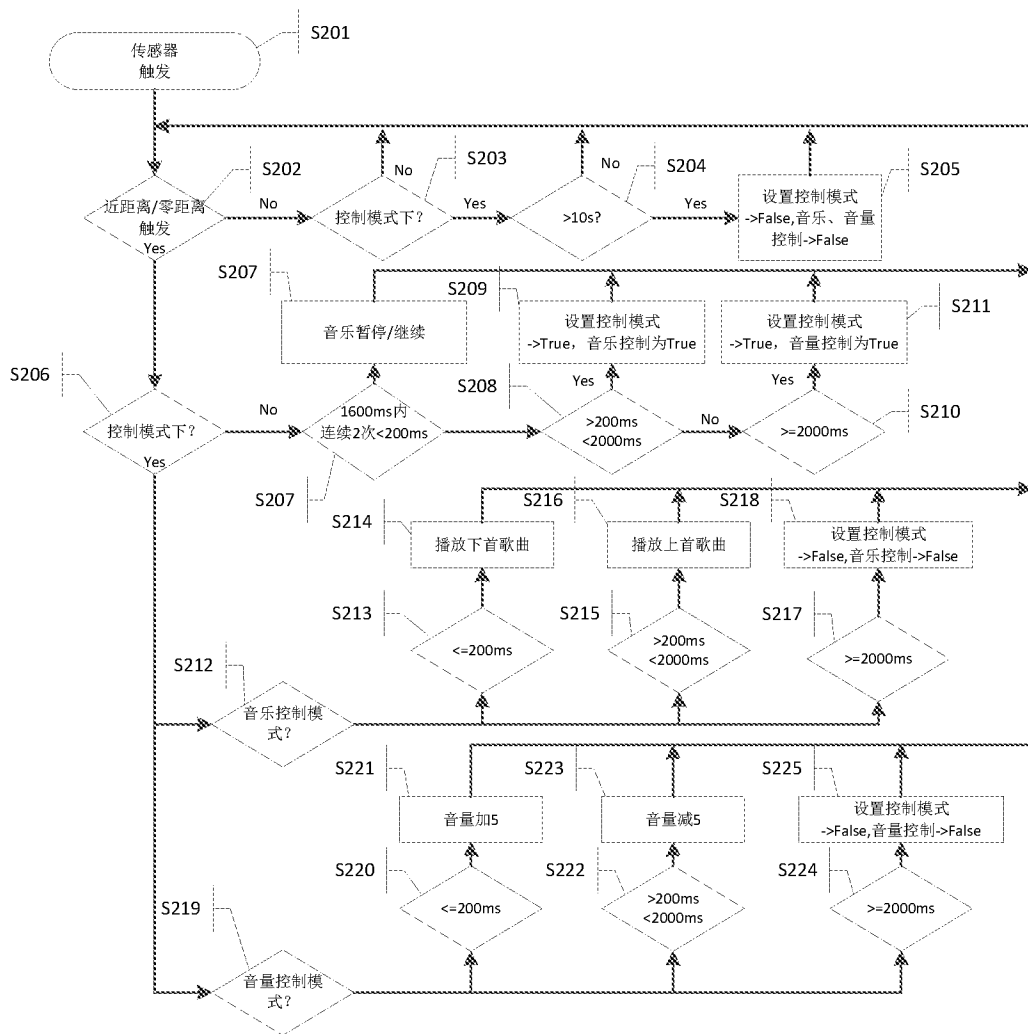 S201
传感器
触发
S202
S203
S204
S205
近距离/零距离
触发
No
Yes
控制模式下?
No
Yes
>10s?
No
Yes
设置控制模式
->False,音乐、音量
控制->False
S207
S209
S211
音乐暂停/继续
设置控制模式
->True，音乐控制为True
设置控制模式
->True，音量控制为True
S206
S208
S210
控制模式下?
No
Yes
1600ms内
连续2次<200ms
S207
Yes
>200ms
<2000ms
No
Yes
>=2000ms
S214
S216
S218
播放下首歌曲
播放上首歌曲
设置控制模式
->False,音乐控制->False
S213
S215
S217
<=200ms
>200ms
<2000ms
>=2000ms
S212
音乐控制模
式?
S221
S223
S225
音量加5
音量减5
设置控制模式
->False,音量控制->False
S220
S222
S224
<=200ms
>200ms
<2000ms
>=2000ms
S219
音量控制模
式?